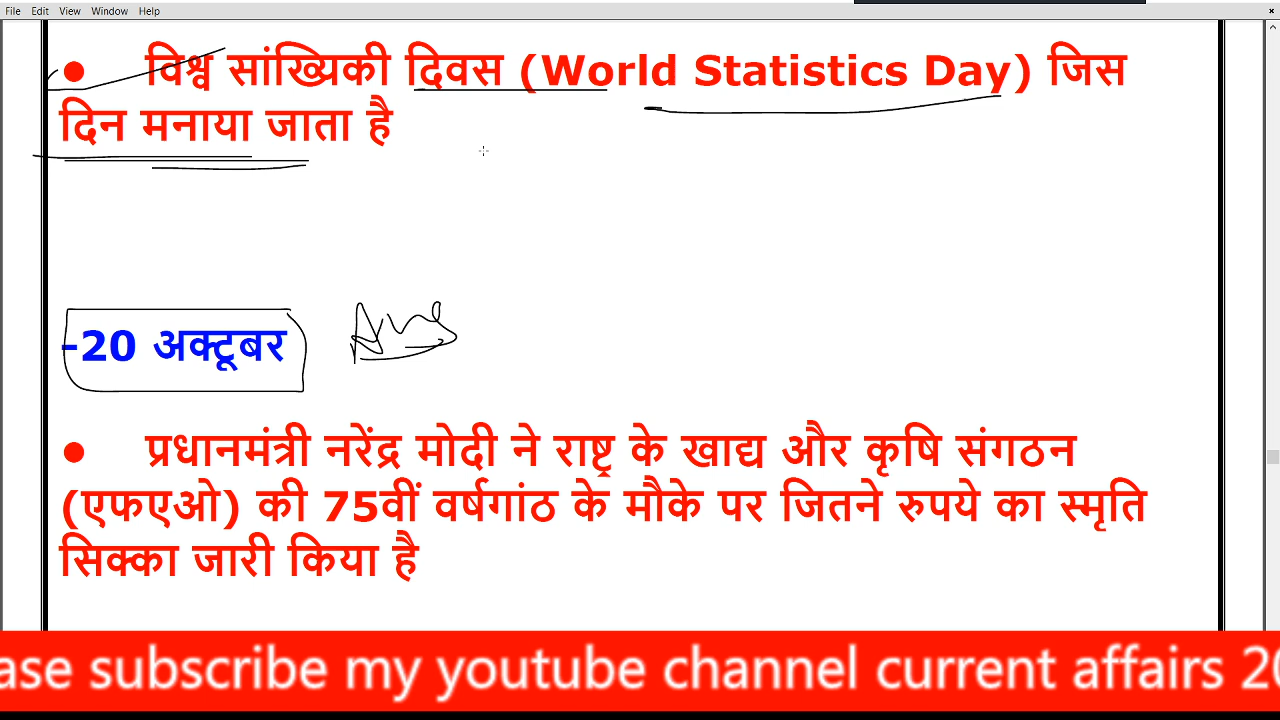 File Edit View Window Help
● विश्व सांख्यिकी दिवस (World Statistics Day) जिस
दिन मनाया जाता है
-20 अक्टूबर Ans
● प्रधानमंत्री नरेंद्र मोदी ने राष्ट्र के खाद्य और कृषि संगठन
(एफएओ) की 75वीं वर्षगांठ के मौके पर जितने रुपये का स्मृति
सिक्का जारी किया है
ase subscribe my youtube channel current affairs 20